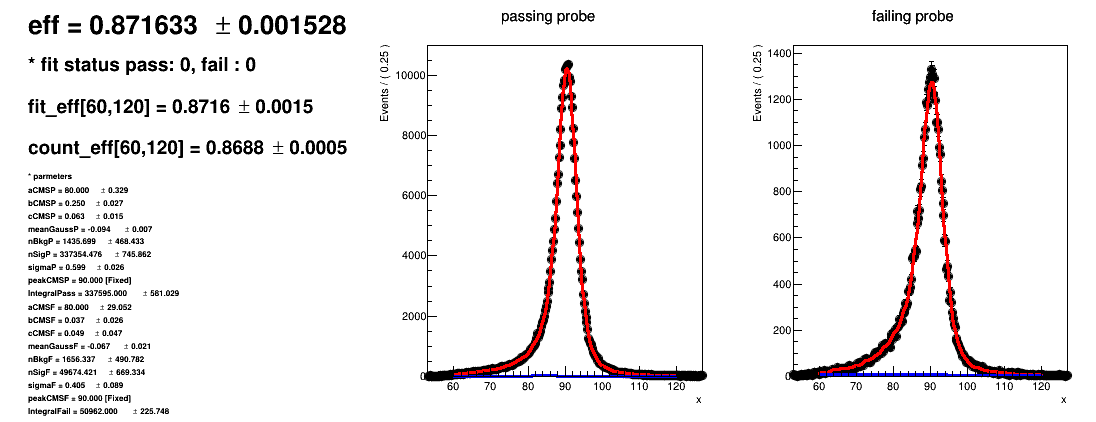 eff = 0.871633 ± 0.001528
* fit status pass: 0, fail : 0
fit_eff[60,120] = 0.8716 ± 0.0015
count_eff[60,120] = 0.8688 ± 0.0005
* parmeters
aCMSP = 80.000 ± 0.329
bCMSP = 0.250 ± 0.027
cCMSP = 0.063 ± 0.015
meanGaussP = -0.094 ± 0.007
nBkgP = 1435.699 ± 468.433
nSigP = 337354.476 ± 745.862
sigmaP = 0.599 ± 0.026
peakCMSP = 90.000 [Fixed]
IntegralPass = 337595.000 ± 581.029
aCMSF = 80.000 ± 29.052
bCMSF = 0.037 ± 0.026
cCMSF = 0.049 ± 0.047
meanGaussF = -0.067 ± 0.021
nBkgF = 1656.337 ± 490.782
nSigF = 49674.421 ± 669.334
sigmaF = 0.405 ± 0.089
peakCMSF = 90.000 [Fixed]
IntegralFail = 50962.000 ± 225.748
passing probe
Events / ( 0.25 )
10000
8000
6000
4000
2000
0
60 70 80 90 100 110 120
x
failing probe
Events / ( 0.25 )
1400
1200
1000
800
600
400
200
0
60 70 80 90 100 110 120
x